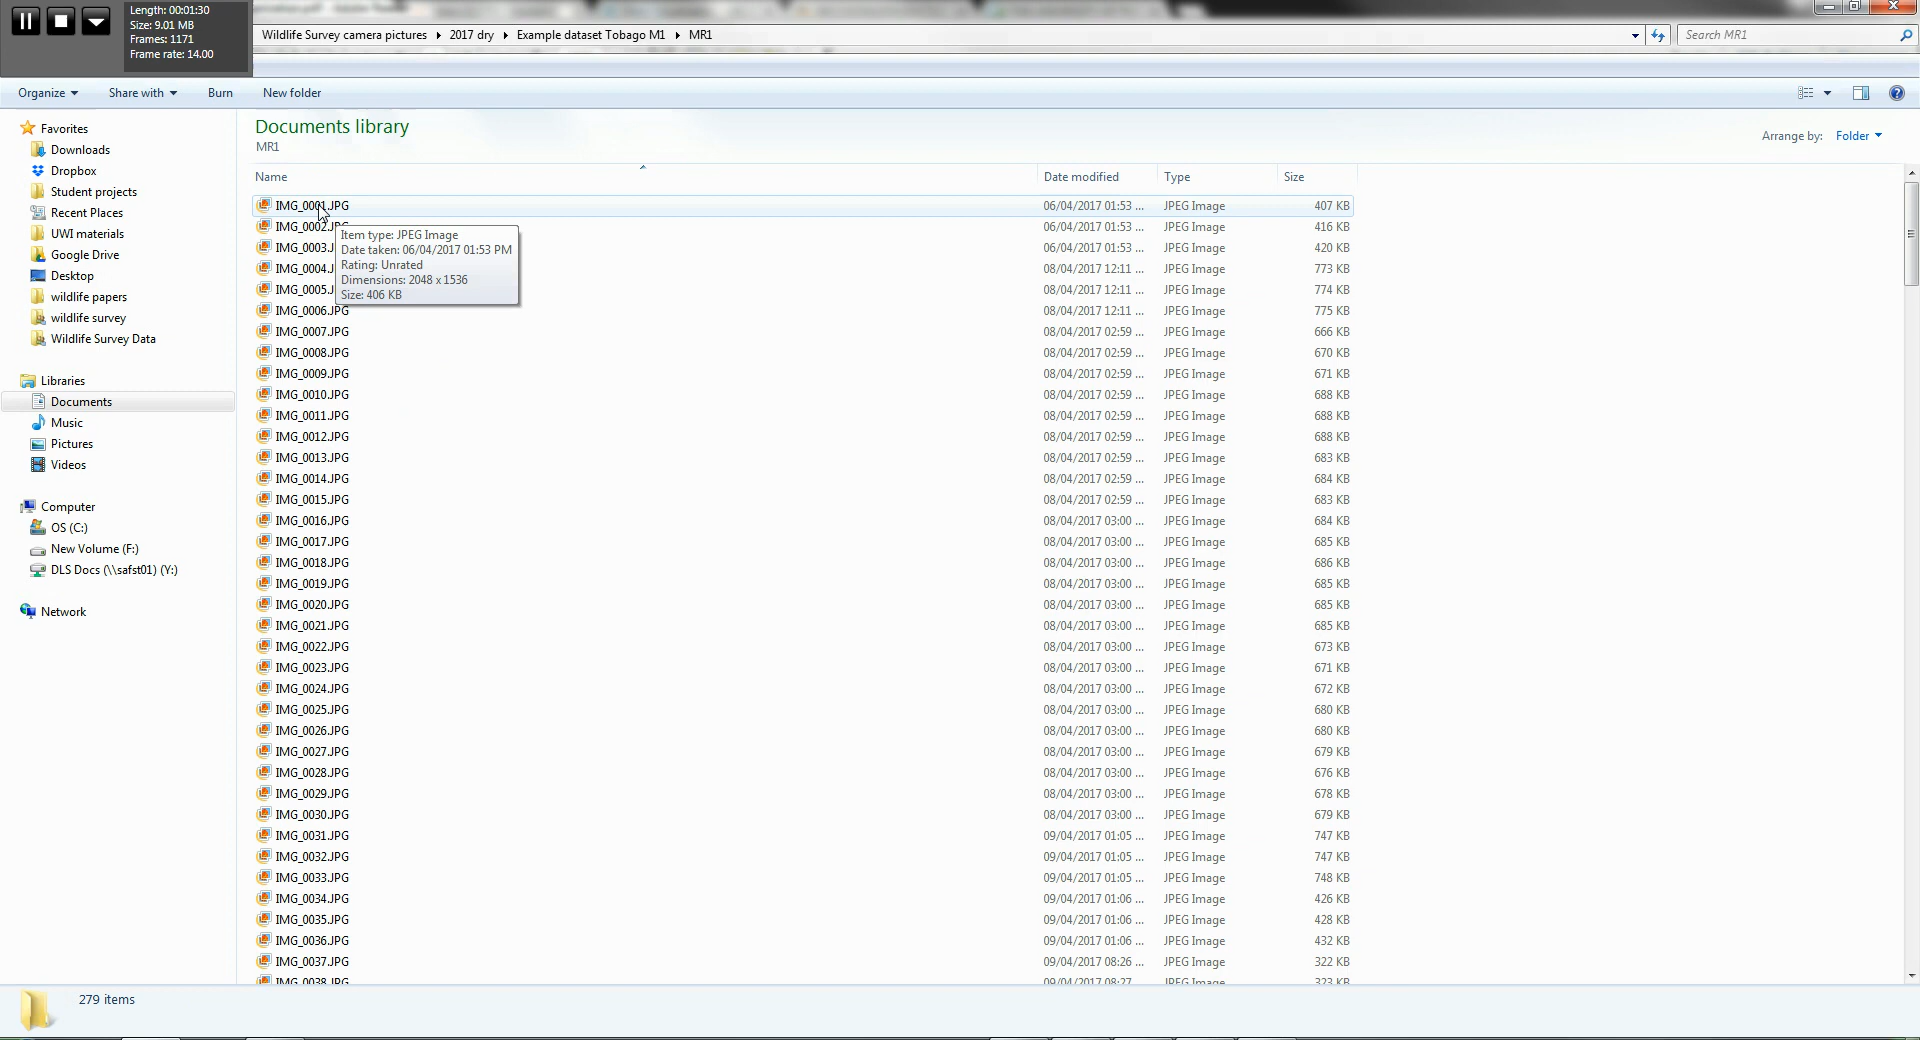 Length: 00:01:30
Size: 9.01 MB
Frames: 1171
Frame rate: 14.00
Wildlife Survey camera pictures 2017 dry Example dataset Tobago M1 MR1
Search MR1
Organize Share with Burn New folder
Favorites
Downloads
Dropbox
Student projects
Recent Places
UWI materials
Google Drive
Desktop
wildlife papers
wildlife survey
Wildlife Survey Data
Libraries
Documents
Music
Pictures
Videos
Computer
OS (C:)
New Volume (F:)
DLS Docs (\\safst01) (Y:)
Network
Documents library
MR1
Arrange by: Folder
Name Date modified Type Size
IMG_0001.JPG 06/04/2017 01:53 ... JPEG Image 407 KB
IMG_0002.JPG 06/04/2017 01:53 ... JPEG Image 416 KB
IMG_0003.J 06/04/2017 01:53 ... JPEG Image 420 KB
IMG_0004.J 08/04/2017 12:11 ... JPEG Image 773 KB
IMG_0005.J 08/04/2017 12:11 ... JPEG Image 774 KB
IMG_0006.JPG 08/04/2017 12:11 ... JPEG Image 775 KB
Item type: JPEG Image
Date taken: 06/04/2017 01:53 PM
Rating: Unrated
Dimensions: 2048 x 1536
Size: 406 KB
IMG_0007.JPG 08/04/2017 02:59 ... JPEG Image 666 KB
IMG_0008.JPG 08/04/2017 02:59 ... JPEG Image 670 KB
IMG_0009.JPG 08/04/2017 02:59 ... JPEG Image 671 KB
IMG_0010.JPG 08/04/2017 02:59 ... JPEG Image 688 KB
IMG_0011.JPG 08/04/2017 02:59 ... JPEG Image 688 KB
IMG_0012.JPG 08/04/2017 02:59 ... JPEG Image 688 KB
IMG_0013.JPG 08/04/2017 02:59 ... JPEG Image 683 KB
IMG_0014.JPG 08/04/2017 02:59 ... JPEG Image 684 KB
IMG_0015.JPG 08/04/2017 02:59 ... JPEG Image 683 KB
IMG_0016.JPG 08/04/2017 03:00 ... JPEG Image 684 KB
IMG_0017.JPG 08/04/2017 03:00 ... JPEG Image 685 KB
IMG_0018.JPG 08/04/2017 03:00 ... JPEG Image 686 KB
IMG_0019.JPG 08/04/2017 03:00 ... JPEG Image 685 KB
IMG_0020.JPG 08/04/2017 03:00 ... JPEG Image 685 KB
IMG_0021.JPG 08/04/2017 03:00 ... JPEG Image 685 KB
IMG_0022.JPG 08/04/2017 03:00 ... JPEG Image 673 KB
IMG_0023.JPG 08/04/2017 03:00 ... JPEG Image 671 KB
IMG_0024.JPG 08/04/2017 03:00 ... JPEG Image 672 KB
IMG_0025.JPG 08/04/2017 03:00 ... JPEG Image 680 KB
IMG_0026.JPG 08/04/2017 03:00 ... JPEG Image 680 KB
IMG_0027.JPG 08/04/2017 03:00 ... JPEG Image 679 KB
IMG_0028.JPG 08/04/2017 03:00 ... JPEG Image 676 KB
IMG_0029.JPG 08/04/2017 03:00 ... JPEG Image 678 KB
IMG_0030.JPG 08/04/2017 03:00 ... JPEG Image 679 KB
IMG_0031.JPG 09/04/2017 01:05 ... JPEG Image 747 KB
IMG_0032.JPG 09/04/2017 01:05 ... JPEG Image 747 KB
IMG_0033.JPG 09/04/2017 01:05 ... JPEG Image 748 KB
IMG_0034.JPG 09/04/2017 01:06 ... JPEG Image 426 KB
IMG_0035.JPG 09/04/2017 01:06 ... JPEG Image 428 KB
IMG_0036.JPG 09/04/2017 01:06 ... JPEG Image 432 KB
IMG_0037.JPG 09/04/2017 08:26 ... JPEG Image 322 KB
IMG_0038.JPG 09/04/2017 08:27 ... JPEG Image 323 KB
279 items